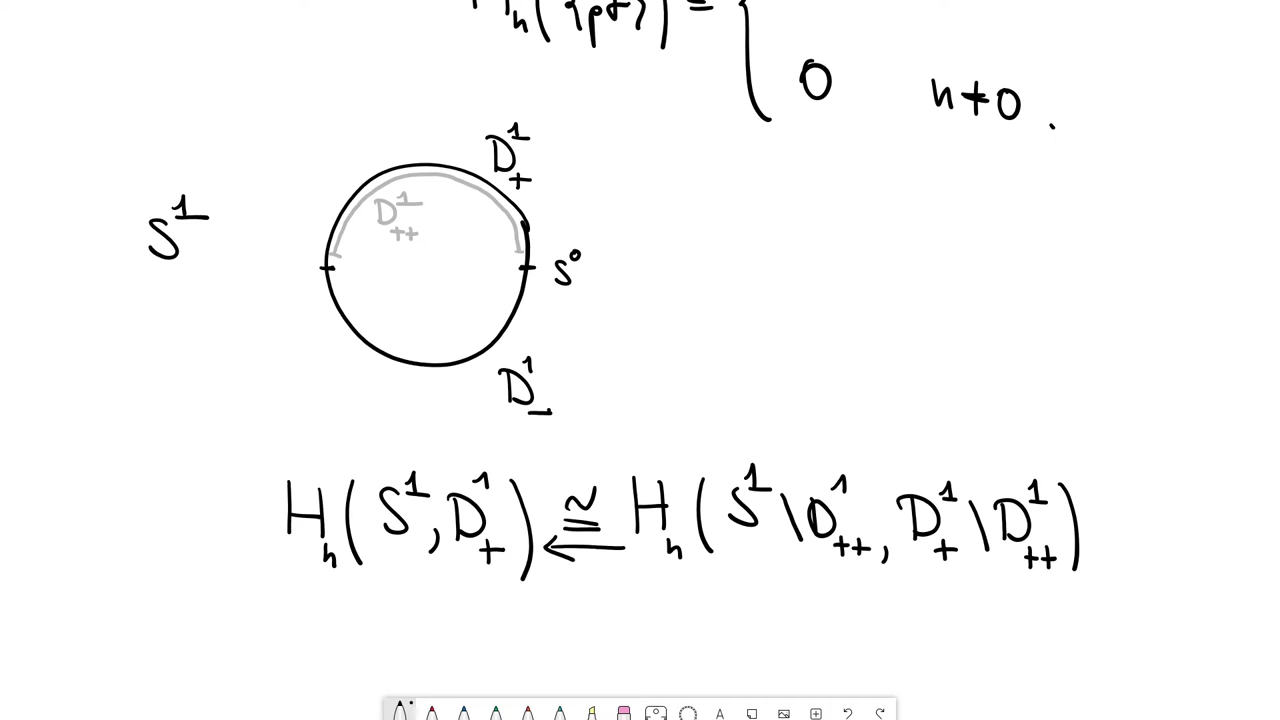 H_n({pt}) = {
0 n ≠ 0 .
D^1_+
S^1 D^1_{++}
S^0
D^1_-
H_n(S^1, D^1_+) ≅ H_n(S^1 \ D^1_{++}, D^1_+ \ D^1_{++})
←